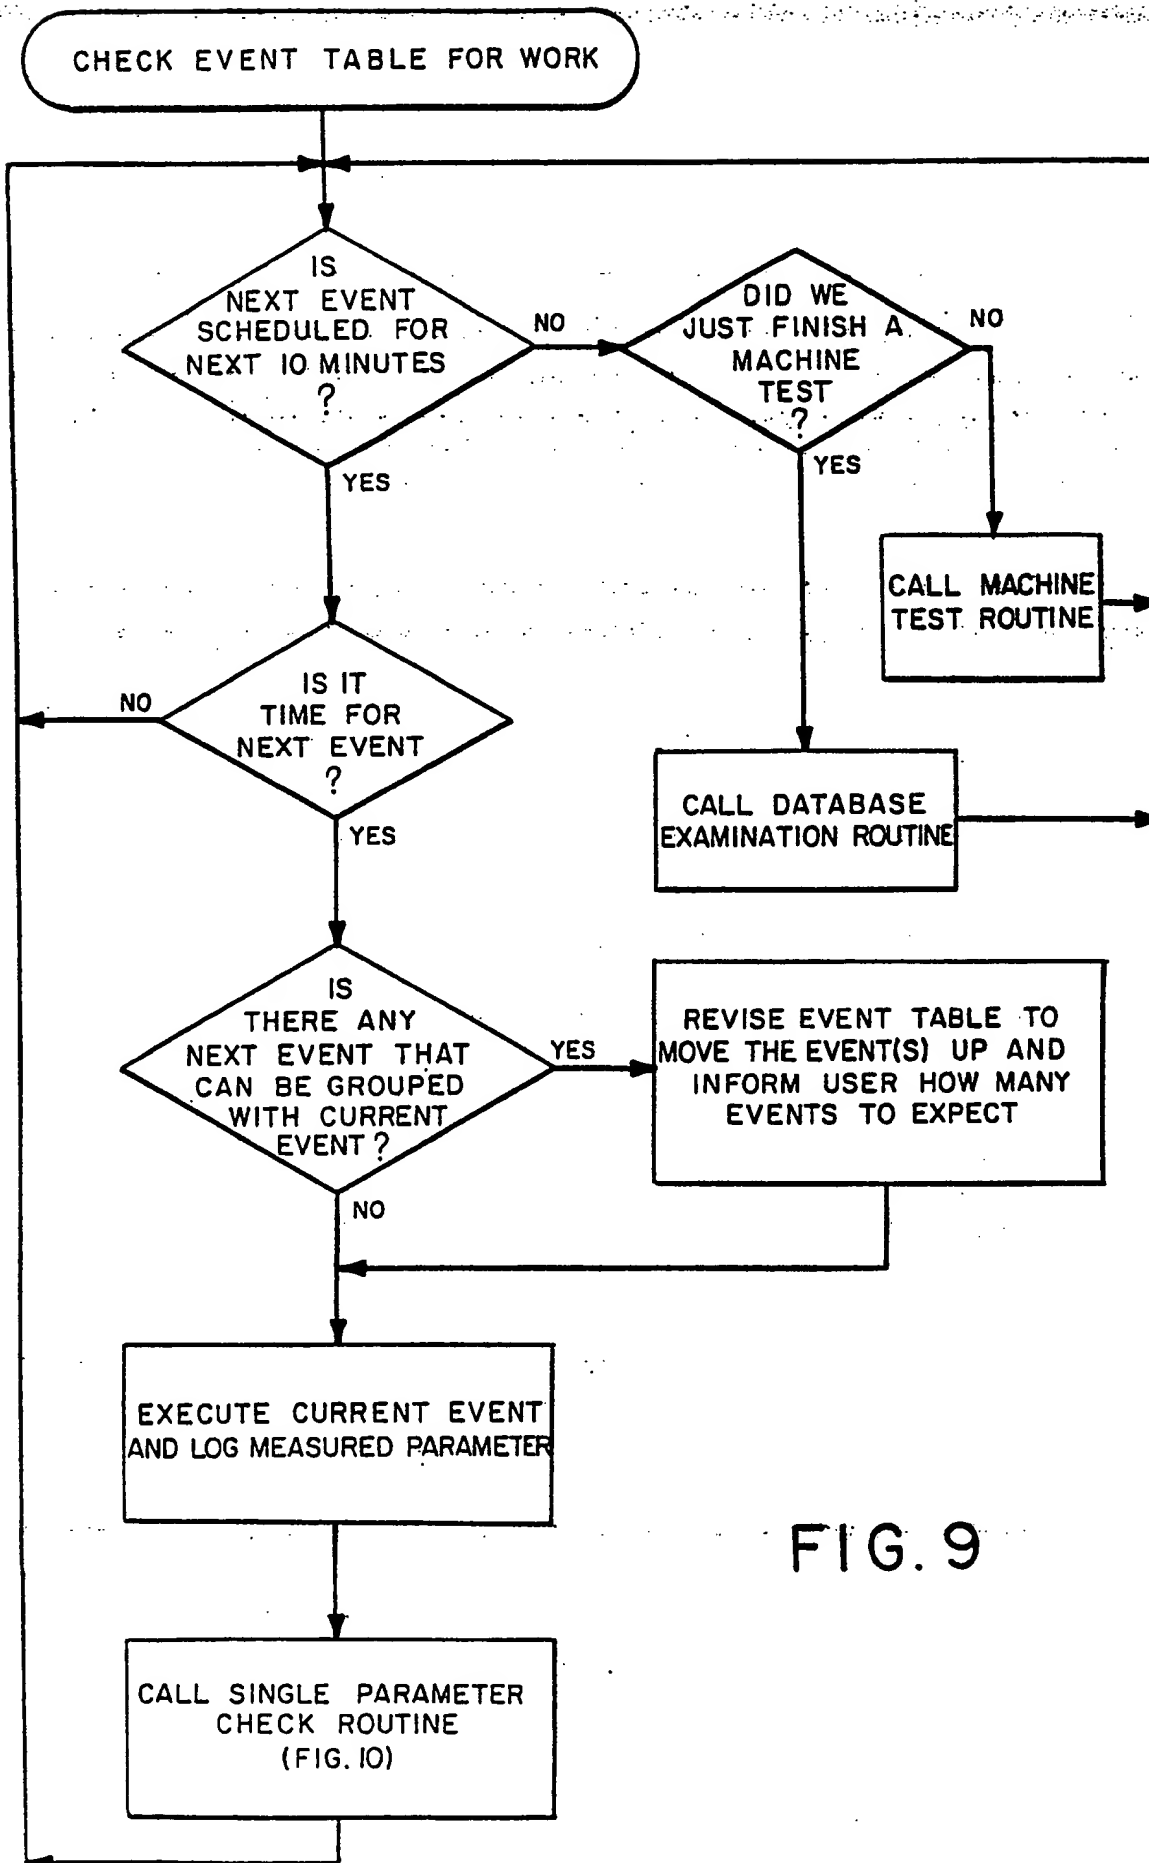 CHECK EVENT TABLE FOR WORK
IS
NEXT EVENT
SCHEDULED FOR
NEXT 10 MINUTES
?
NO
YES
DID WE
JUST FINISH A
MACHINE
TEST
?
NO
YES
CALL MACHINE
TEST ROUTINE
IS IT
TIME FOR
NEXT EVENT
?
NO
YES
CALL DATABASE
EXAMINATION ROUTINE
IS
THERE ANY
NEXT EVENT THAT
CAN BE GROUPED
WITH CURRENT
EVENT?
YES
NO
REVISE EVENT TABLE TO
MOVE THE EVENT(S) UP AND
INFORM USER HOW MANY
EVENTS TO EXPECT
EXECUTE CURRENT EVENT
AND LOG MEASURED PARAMETER
CALL SINGLE PARAMETER
CHECK ROUTINE
(FIG. 10)
FIG. 9